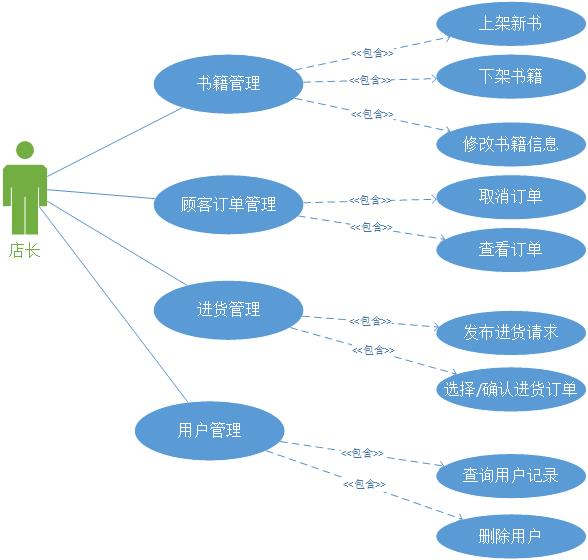 上架新书
<<包含>>
书籍管理
<<包含>>
下架书籍
<<包含>>
修改书籍信息
店长
顾客订单管理
<<包含>>
取消订单
<<包含>>
查看订单
进货管理
<<包含>>
发布进货请求
<<包含>>
选择/确认进货订单
用户管理
<<包含>>
查询用户记录
<<包含>>
删除用户